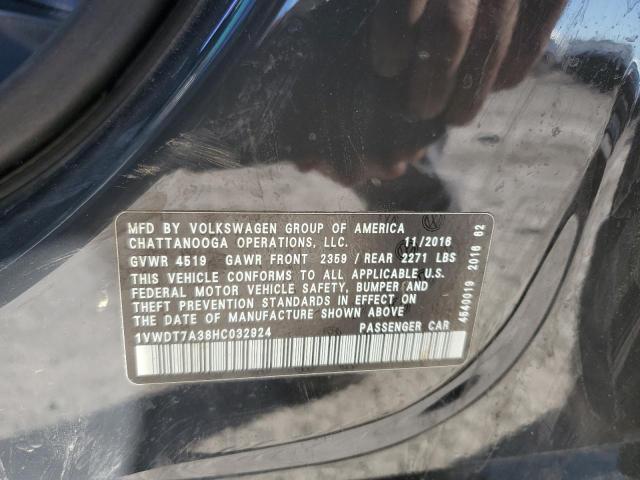 MFD BY VOLKSWAGEN GROUP OF AMERICA
CHATTANOOGA OPERATIONS, LLC. 11/2016
GVWR 4519 GAWR FRONT 2359 / REAR 2271 LBS
THIS VEHICLE CONFORMS TO ALL APPLICABLE U.S.
FEDERAL MOTOR VEHICLE SAFETY, BUMPER AND
THEFT PREVENTION STANDARDS IN EFFECT ON
THE DATE OF MANUFACTURE SHOWN ABOVE
1VWDT7A38HC032924 PASSENGER CAR
4540019 2016 62